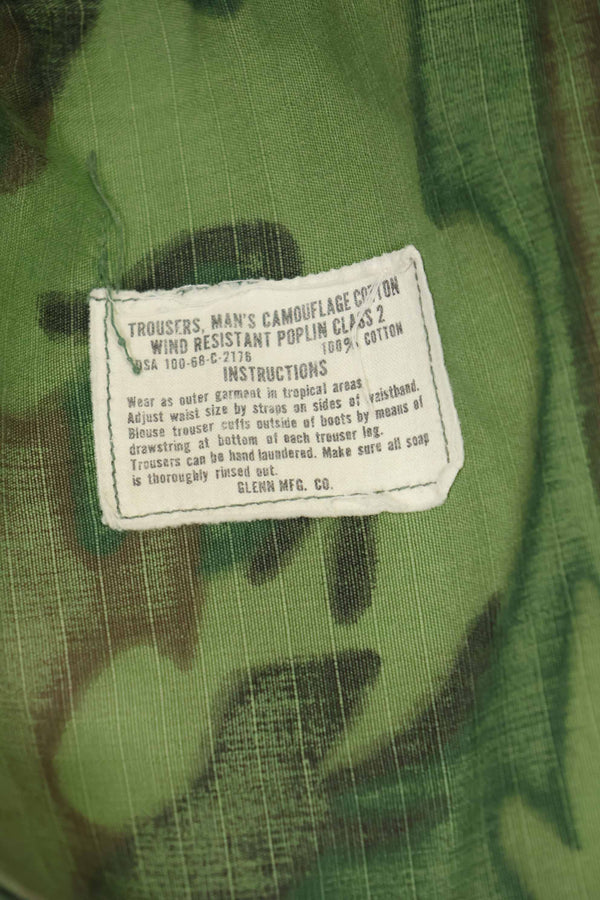 TROUSERS, MAN'S CAMOUFLAGE COTTON
WIND RESISTANT POPLIN CLASS 2
DSA 100-68-C-2176 100% COTTON
INSTRUCTIONS
Wear as outer garment in tropical areas
Adjust waist size by straps on sides of waistband.
Blouse trouser cuffs outside of boots by means of
drawstring at bottom of each trouser leg.
Trousers can be hand laundered. Make sure all soap
is thoroughly rinsed out.
GLENN MFG. CO.